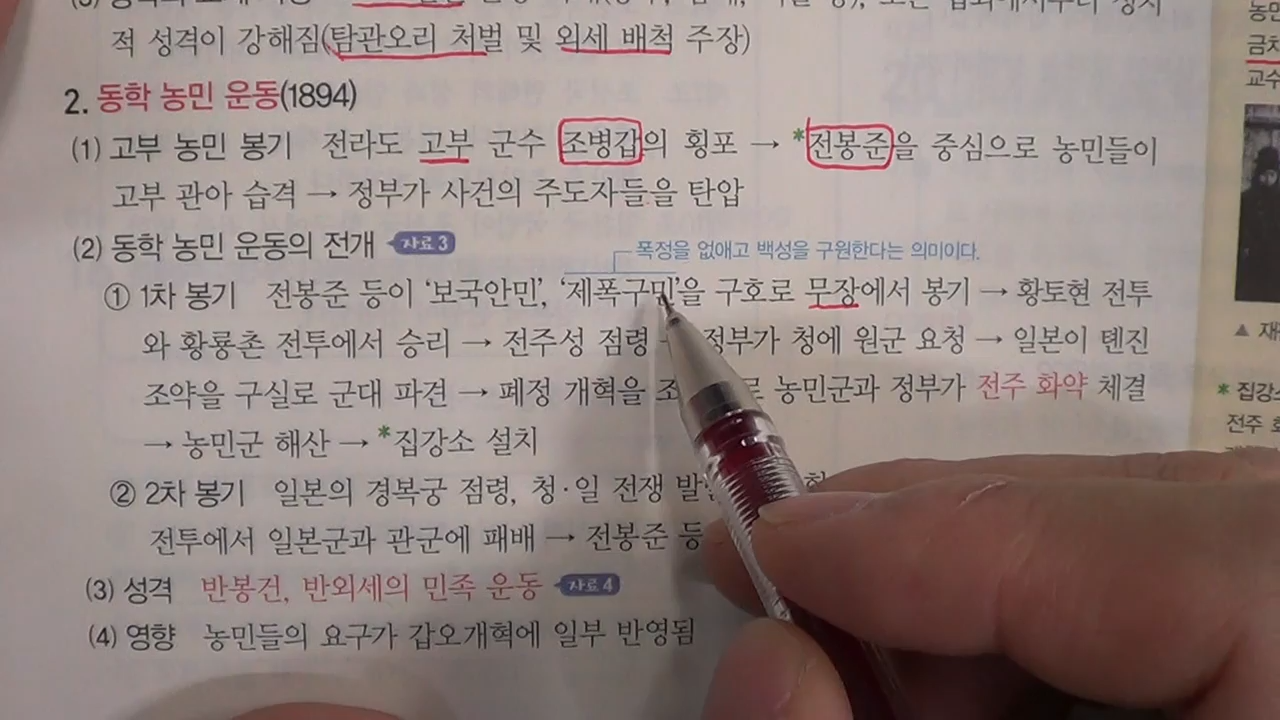 적 성격이 강해짐(탐관오리 처벌 및 외세 배척 주장)
2. 동학 농민 운동(1894)
(1) 고부 농민 봉기 전라도 고부 군수 조병갑의 횡포 → *전봉준을 중심으로 농민들이
고부 관아 습격 → 정부가 사건의 주도자들을 탄압
(2) 동학 농민 운동의 전개 자료 3
폭정을 없애고 백성을 구원한다는 의미이다.
① 1차 봉기 전봉준 등이 ‘보국안민’, ‘제폭구민’을 구호로 무장에서 봉기 → 황토현 전투
와 황룡촌 전투에서 승리 → 전주성 점령 정부가 청에 원군 요청 → 일본이 톈진
조약을 구실로 군대 파견 → 폐정 개혁을 농민군과 정부가 전주 화약 체결
→ 농민군 해산 → *집강소 설치
② 2차 봉기 일본의 경복궁 점령, 청·일 전쟁
전투에서 일본군과 관군에 패배 → 전봉준 등
(3) 성격 반봉건, 반외세의 민족 운동 자료 4
(4) 영향 농민들의 요구가 갑오개혁에 일부 반영됨
교수
▲
* 집강소
전주